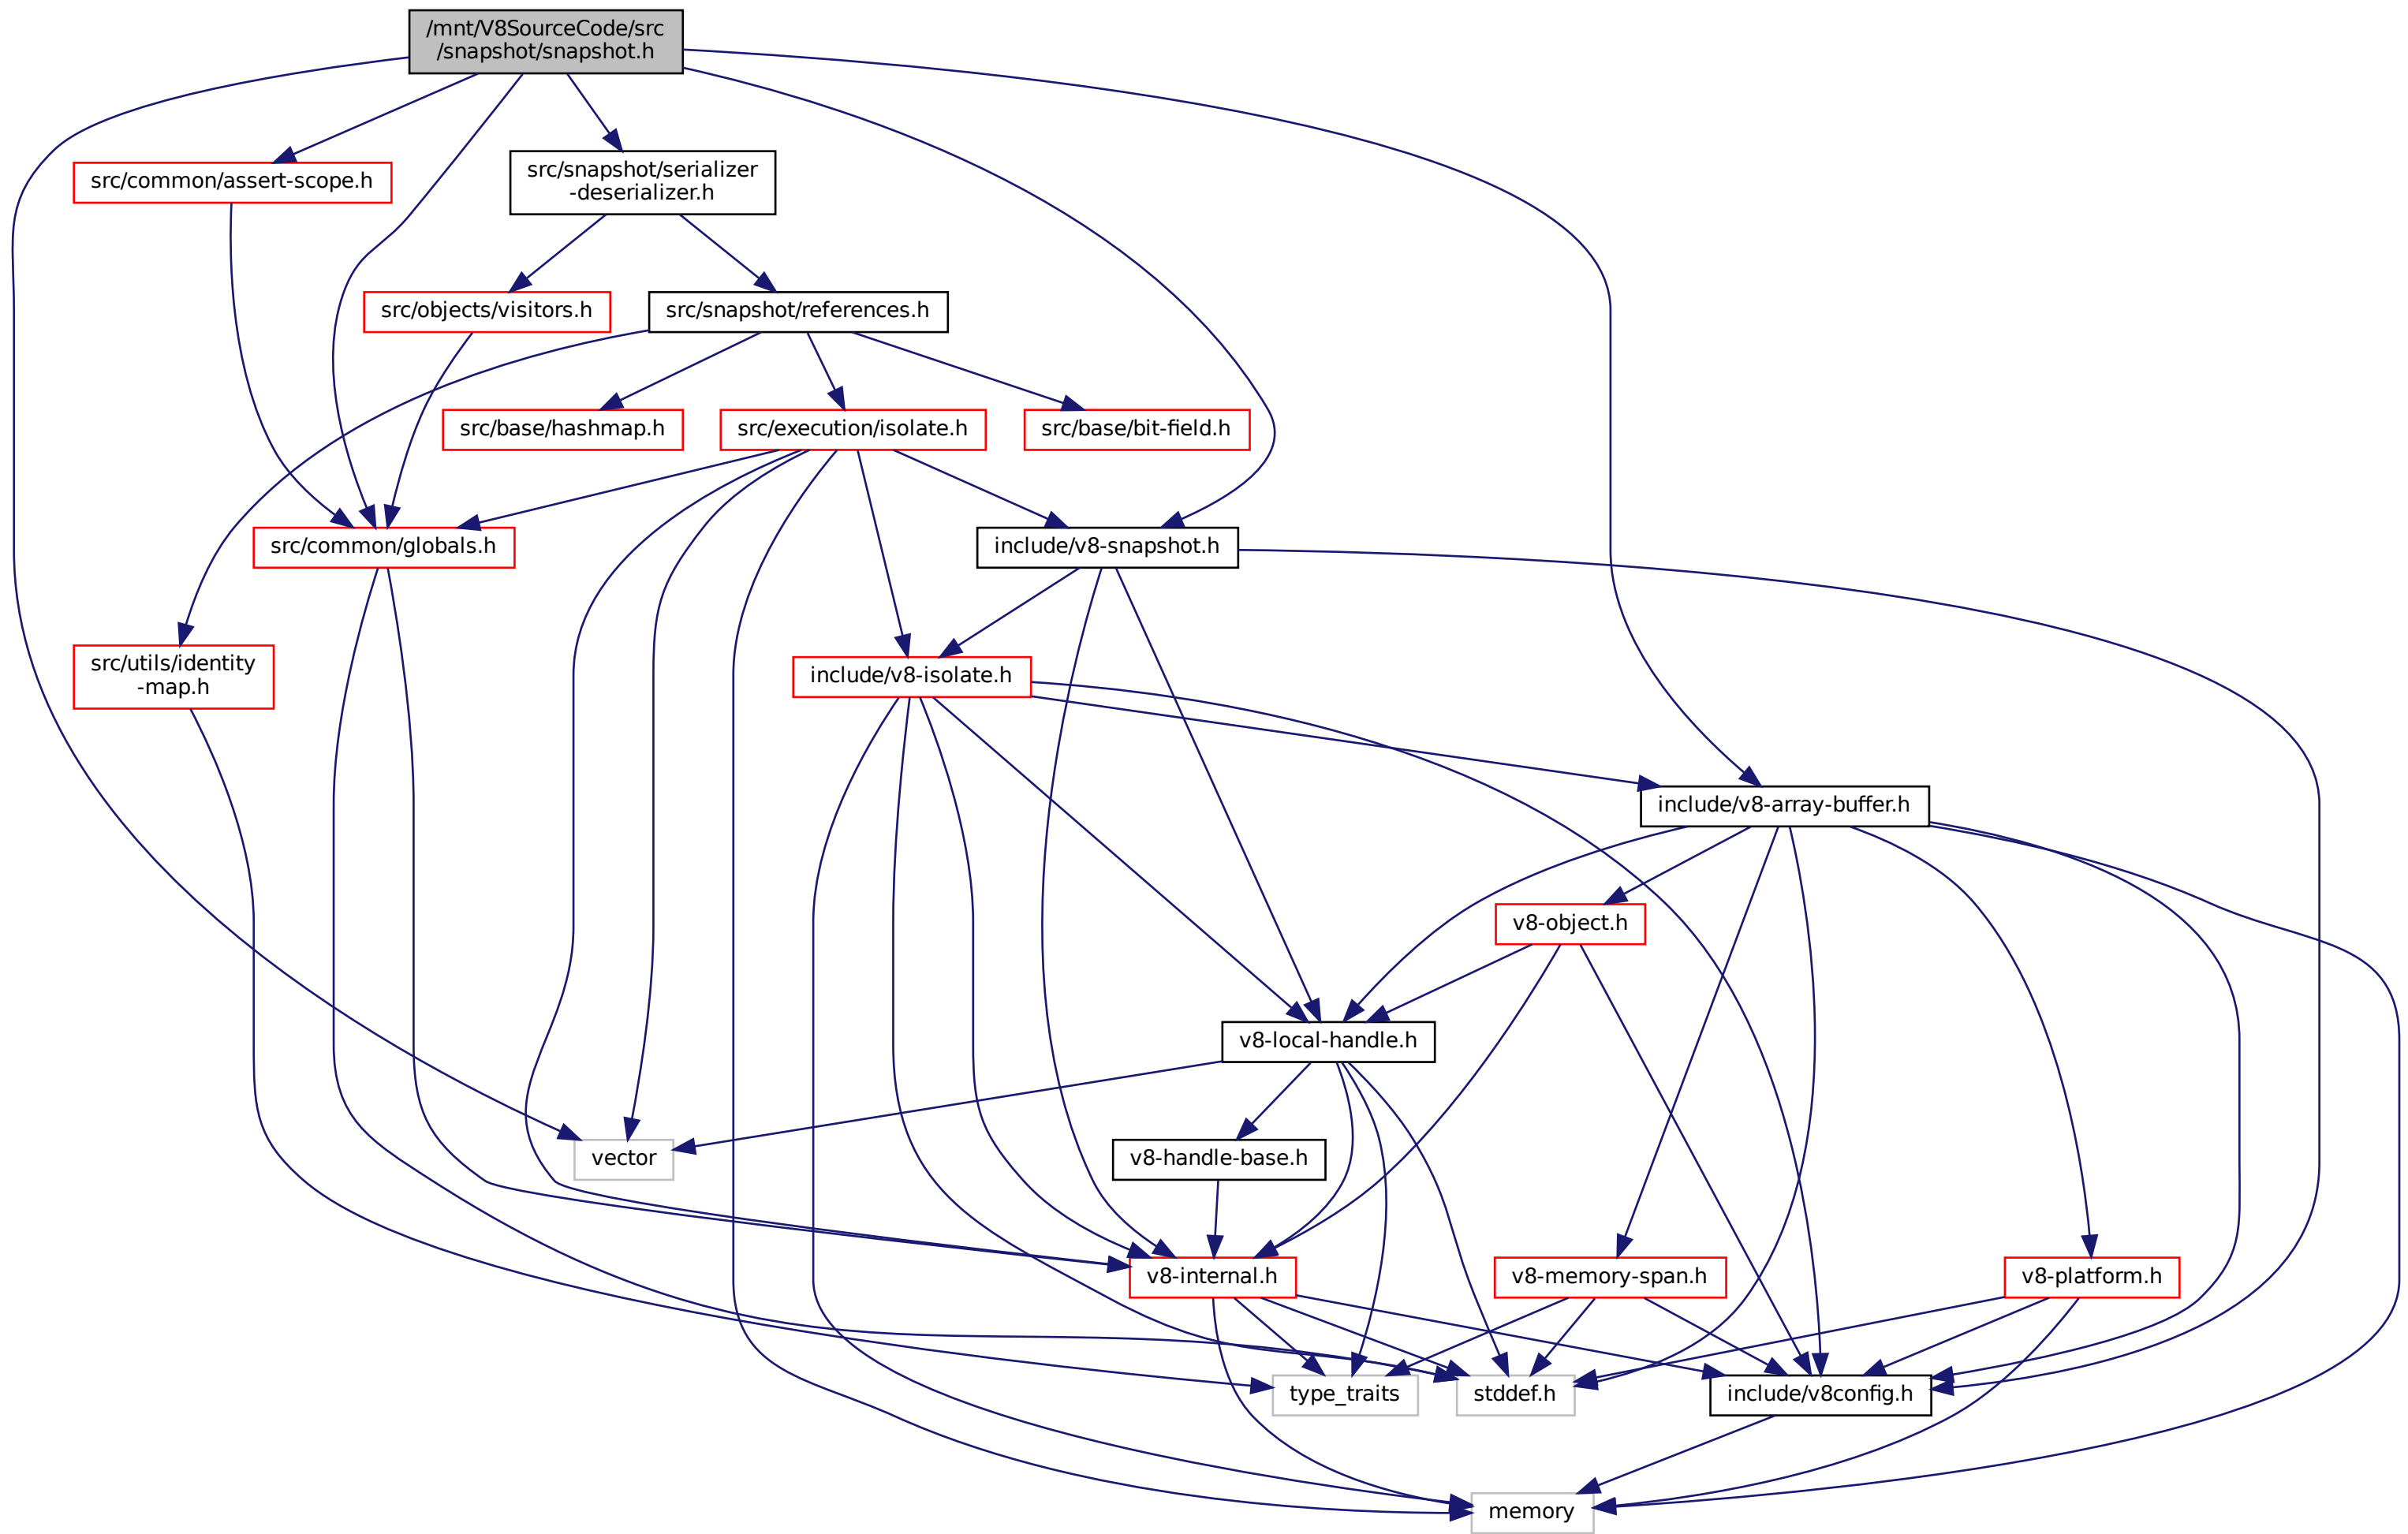 /mnt/V8SourceCode/src
/snapshot/snapshot.h
src/common/assert-scope.h
src/snapshot/serializer
-deserializer.h
src/objects/visitors.h
src/snapshot/references.h
src/base/hashmap.h
src/execution/isolate.h
src/base/bit-field.h
src/common/globals.h
include/v8-snapshot.h
src/utils/identity
-map.h
include/v8-isolate.h
include/v8-array-buffer.h
v8-object.h
v8-local-handle.h
vector
v8-handle-base.h
v8-internal.h
v8-memory-span.h
v8-platform.h
type_traits
stddef.h
include/v8config.h
memory